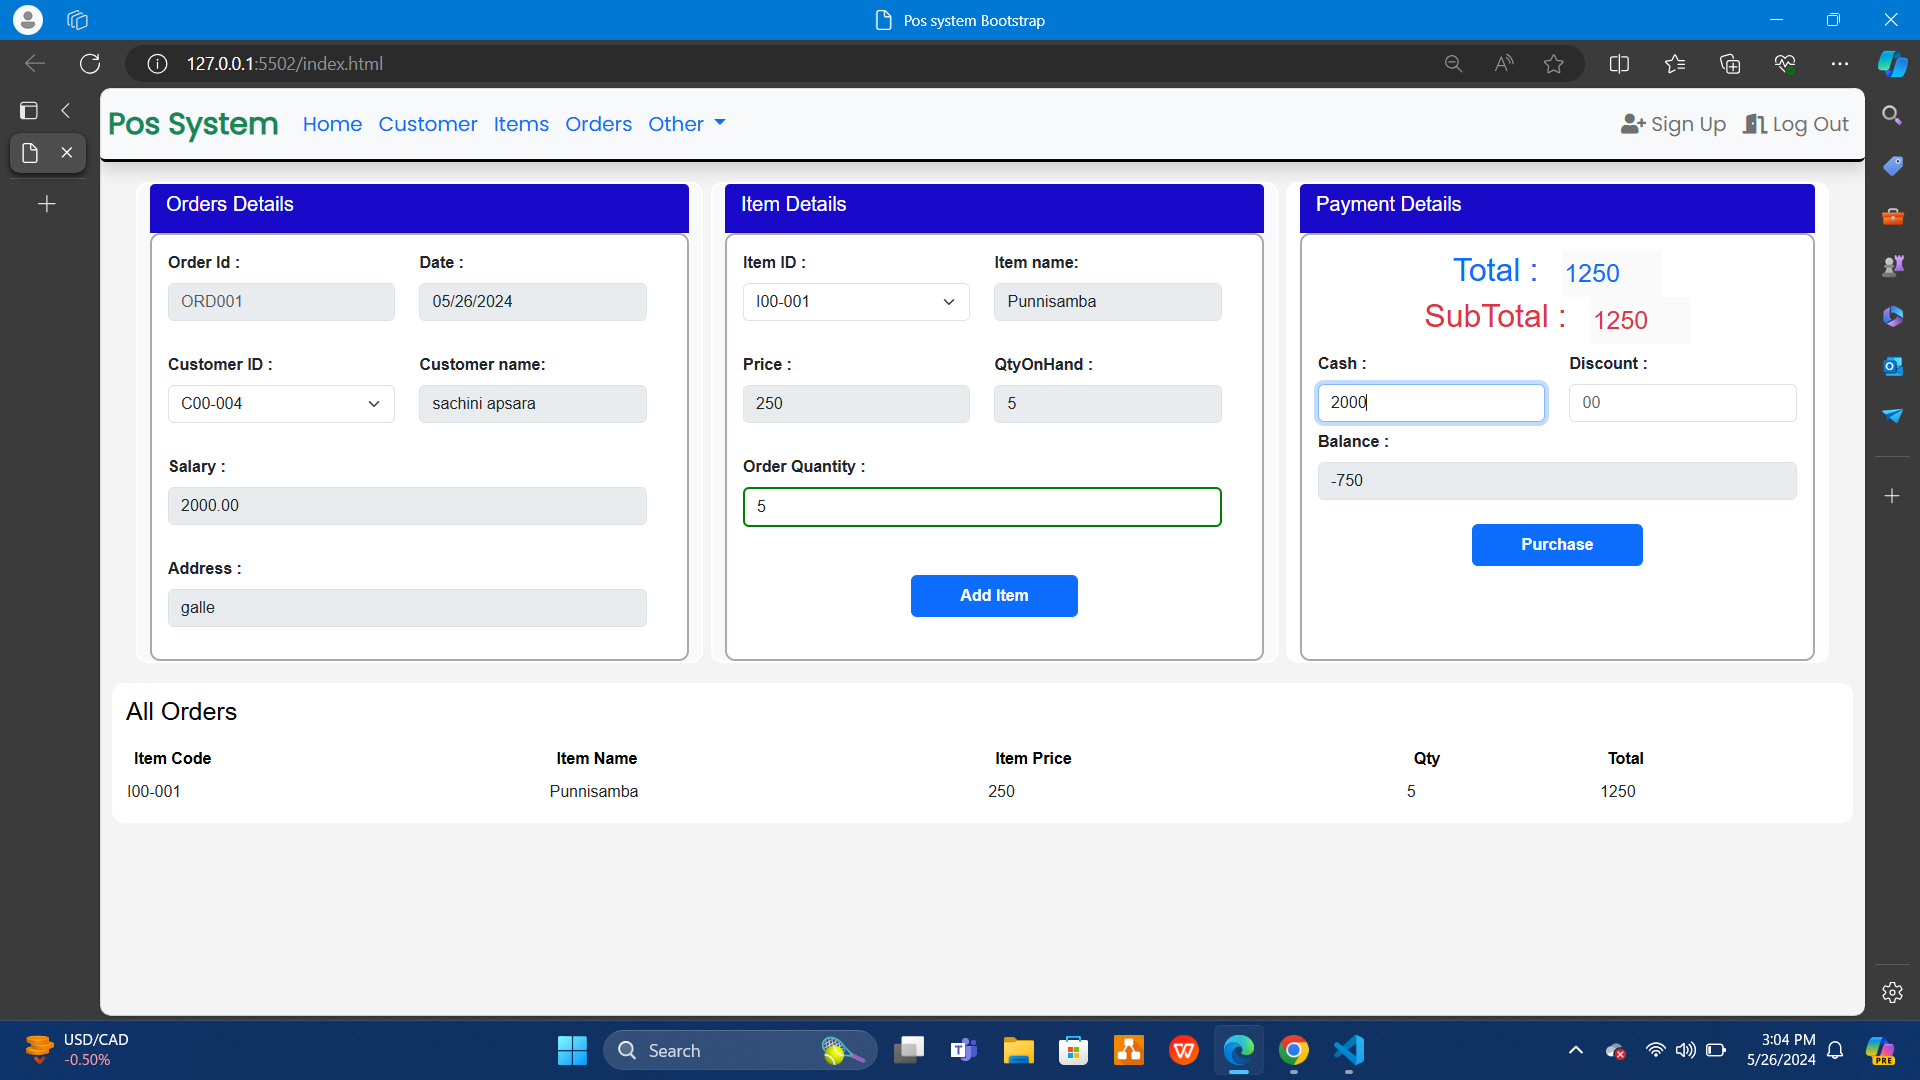 Pos system Bootstrap
127.0.0.1:5502/index.html
Pos System Home Customer Items Orders Other Sign Up Log Out
Orders Details
Order Id : Date :
ORD001 05/26/2024
Customer ID : Customer name:
C00-004 sachini apsara
Salary :
2000.00
Address :
galle
Item Details
Item ID : Item name:
I00-001 Punnisamba
Price : QtyOnHand :
250 5
Order Quantity :
5
Add Item
Payment Details
Total : 1250
SubTotal : 1250
Cash : Discount :
2000 00
Balance :
-750
Purchase
All Orders
Item Code Item Name Item Price Qty Total
I00-001 Punnisamba 250 5 1250
USD/CAD
-0.50%
Search
3:04 PM
5/26/2024
PRE